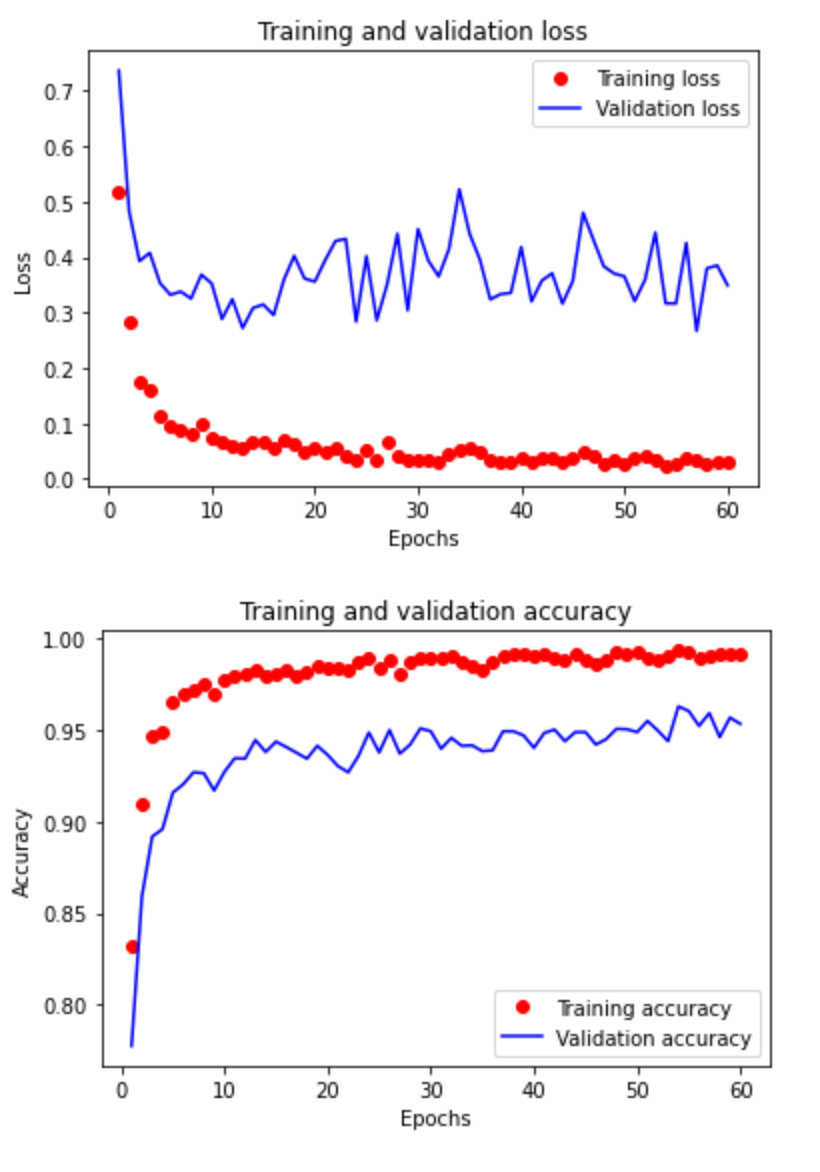 Training and validation loss
Training loss
Validation loss
0.7
0.6
0.5
0.4
0.3
0.2
0.1
0.0
Loss
0 10 20 30 40 50 60
Epochs
Training and validation accuracy
1.00
0.95
0.90
0.85
0.80
Accuracy
Training accuracy
Validation accuracy
0 10 20 30 40 50 60
Epochs